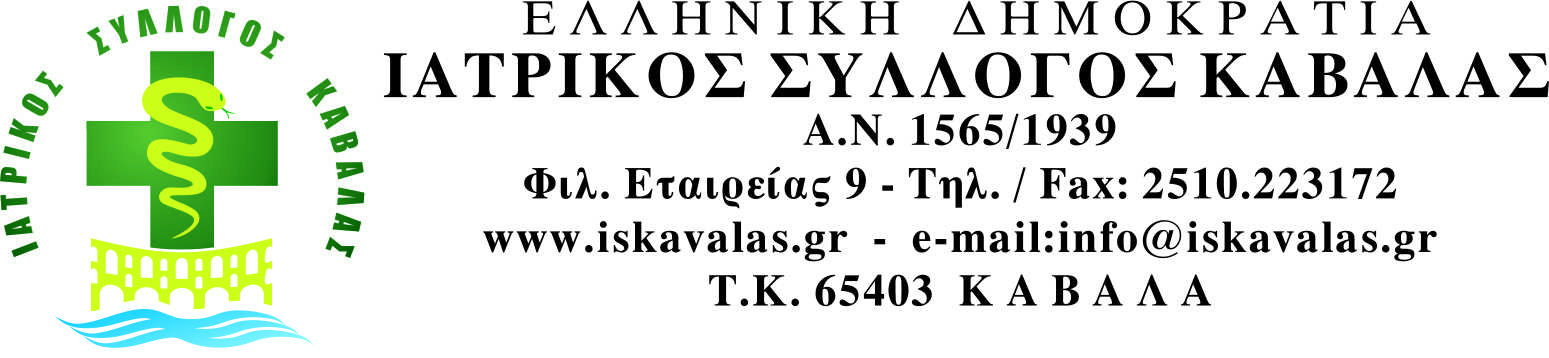 ΙΑΤΡΙΚΟΣ ΣΥΛΛΟΓΟΣ ΚΑΒΑΛΑΣ
ΕΛΛΗΝΙΚΗ ΔΗΜΟΚΡΑΤΙΑ
ΙΑΤΡΙΚΟΣ ΣΥΛΛΟΓΟΣ ΚΑΒΑΛΑΣ
Α.Ν. 1565/1939
Φιλ. Εταιρείας 9 - Τηλ. / Fax: 2510.223172
www.iskavalas.gr - e-mail:info@iskavalas.gr
Τ.Κ. 65403 ΚΑΒΑΛΑ